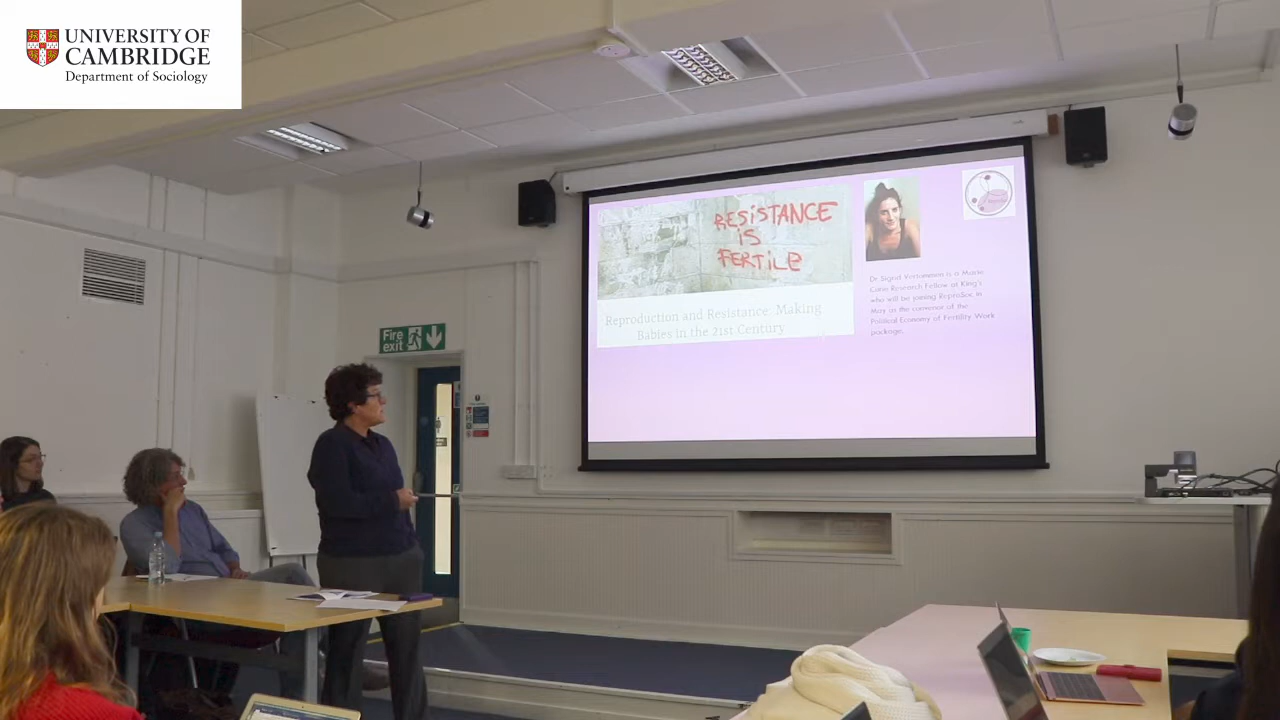 UNIVERSITY OF
CAMBRIDGE
Department of Sociology
RESISTANCE
iS
FERTiLE
Reproduction and Resistance: Making
Babies in the 21st Century
Dr Sigrid Vertommen is a Marie
Curie Research Fellow at King's
who will be joining ReproSoc in
May as the convenor of the
Political Economy of Fertility Work
package.
Fire
exit